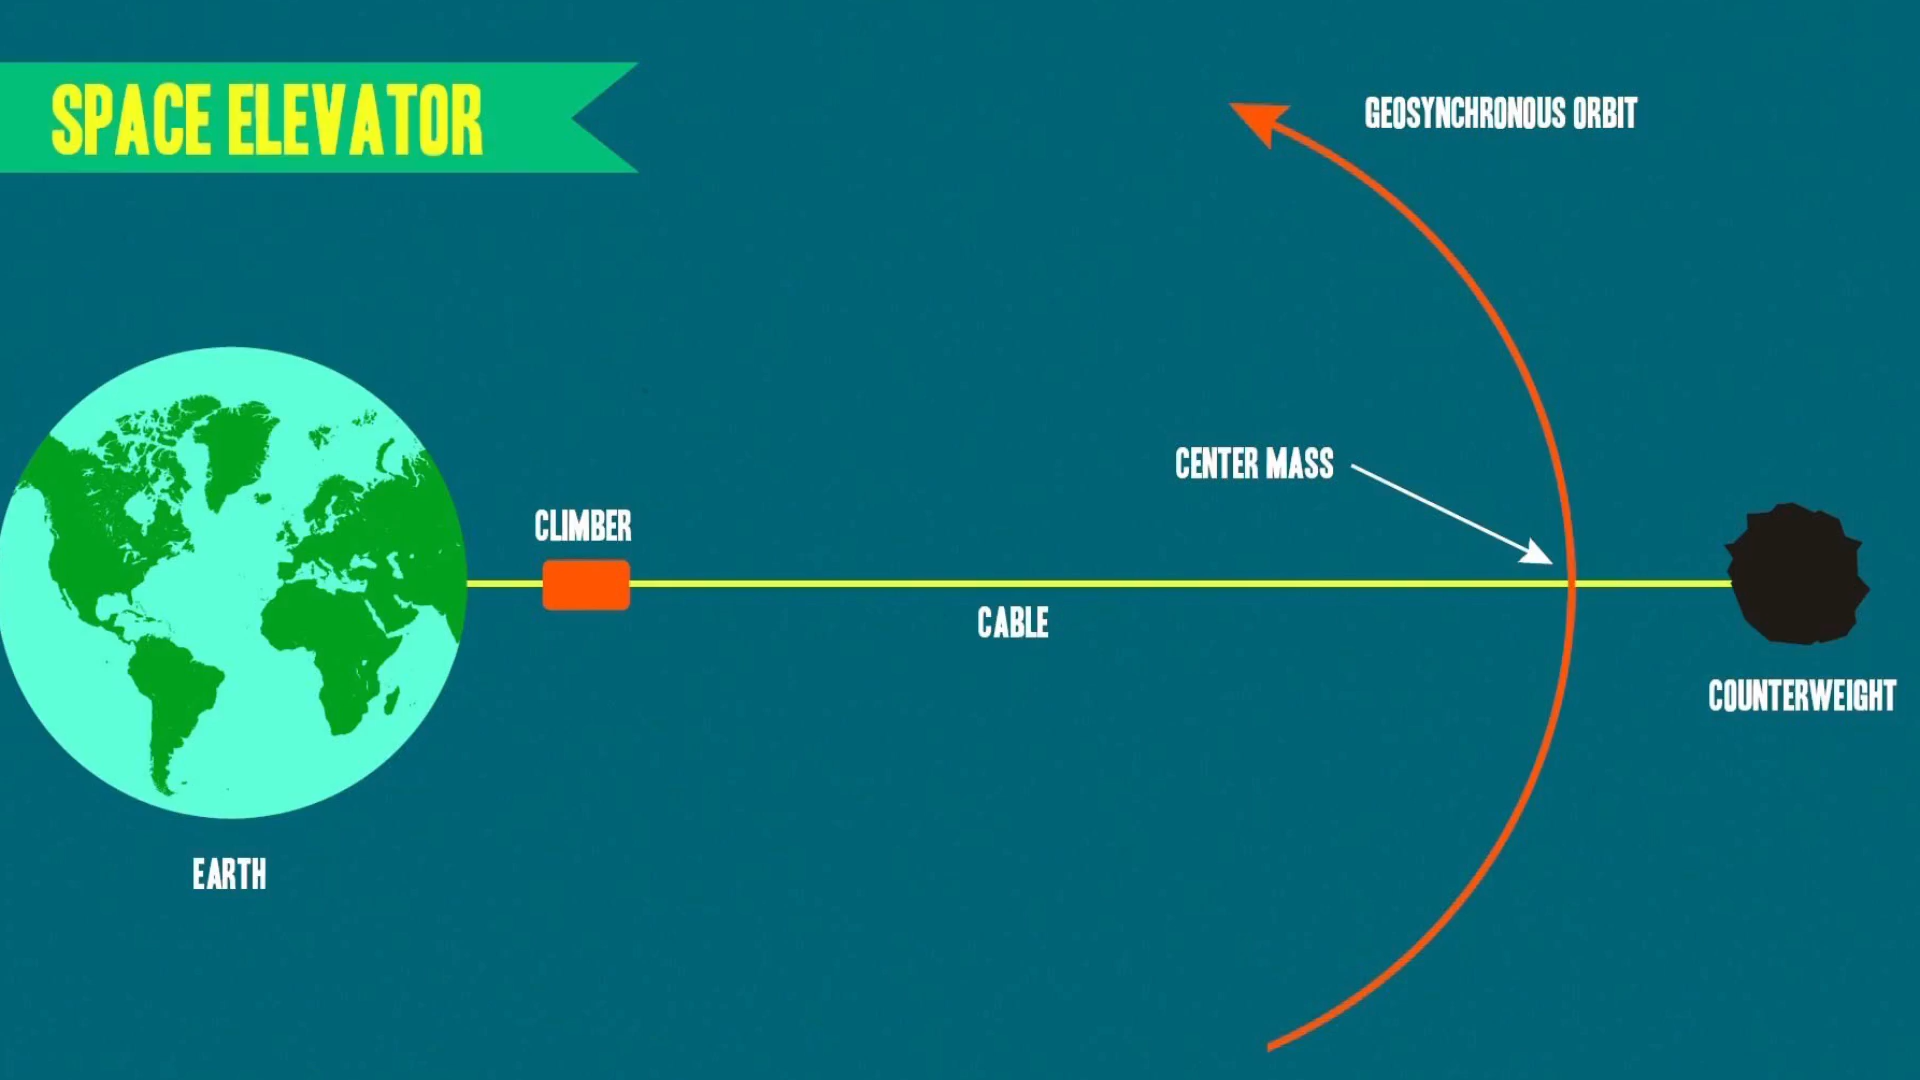 SPACE ELEVATOR
GEOSYNCHRONOUS ORBIT
CENTER MASS
CLIMBER
CABLE
COUNTERWEIGHT
EARTH